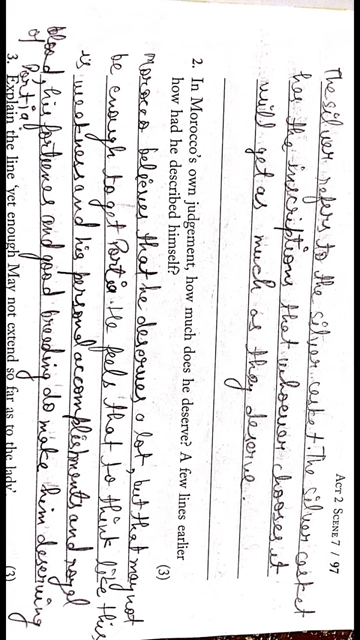 ACT 2 SCENE 7 / 97
The silver refers to the silver casket. The silver casket
has the inscriptions that whoever chooses it
will get as much as they deserve.
2. In Morocco's own judgement, how much does he deserve? A few lines earlier
how had he described himself?
(3)
Morocco believes that he deserves a lot, but that may not
be enough to get Portia. He feels that to think like this
is weakness and his personal accomplishments and royal
blood, his fortunes and good breeding do make him deserving
of Portia.
3. Explain the line 'yet enough May not extend so far as to the lady'
(3)